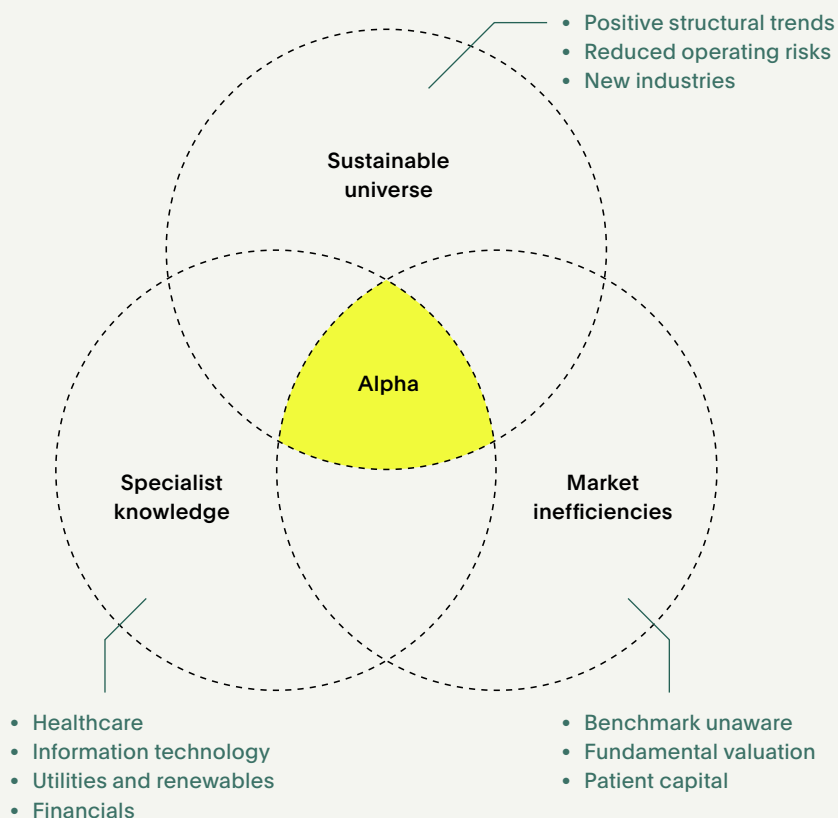 • Positive structural trends
• Reduced operating risks
• New industries
Sustainable
universe
Alpha
Specialist
knowledge
Market
inefficiencies
• Healthcare
• Information technology
• Utilities and renewables
• Financials
• Benchmark unaware
• Fundamental valuation
• Patient capital